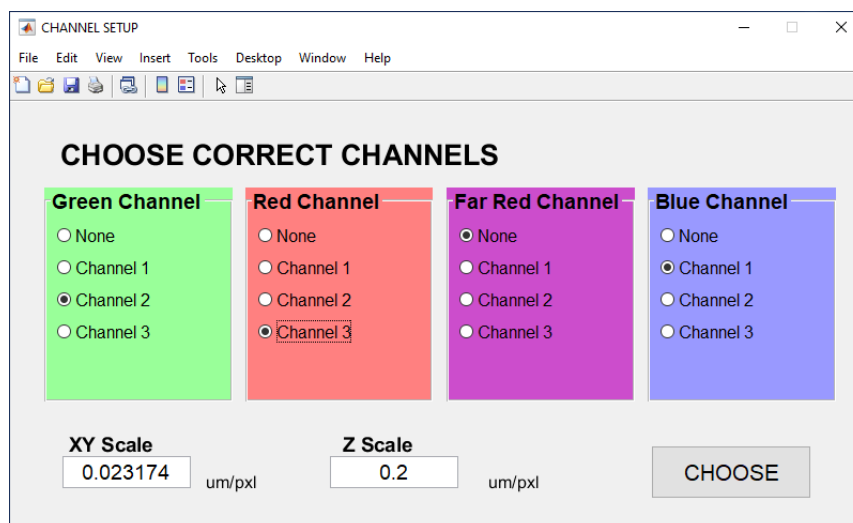 CHANNEL SETUP
File Edit View Insert Tools Desktop Window Help
CHOOSE CORRECT CHANNELS
Green Channel
None
Channel 1
Channel 2
Channel 3
Red Channel
None
Channel 1
Channel 2
Channel 3
Far Red Channel
None
Channel 1
Channel 2
Channel 3
Blue Channel
None
Channel 1
Channel 2
Channel 3
XY Scale
0.023174 um/pxl
Z Scale
0.2 um/pxl
CHOOSE